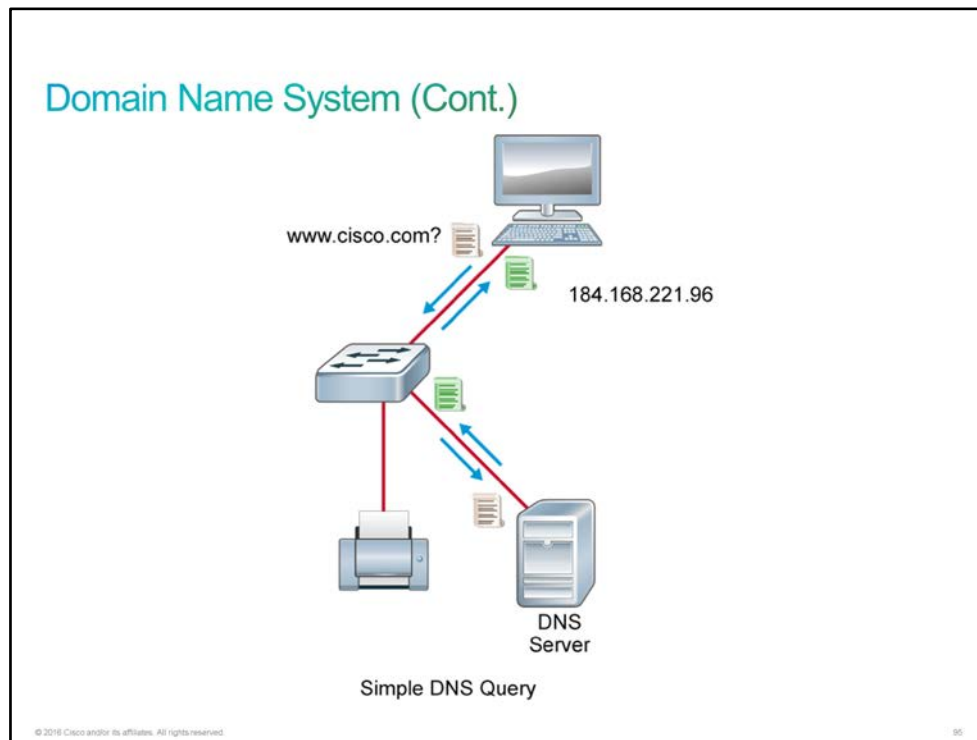 Domain Name System (Cont.)
www.cisco.com?
184.168.221.96
DNS
Server
Simple DNS Query
© 2016 Cisco and/or its affiliates. All rights reserved.
95